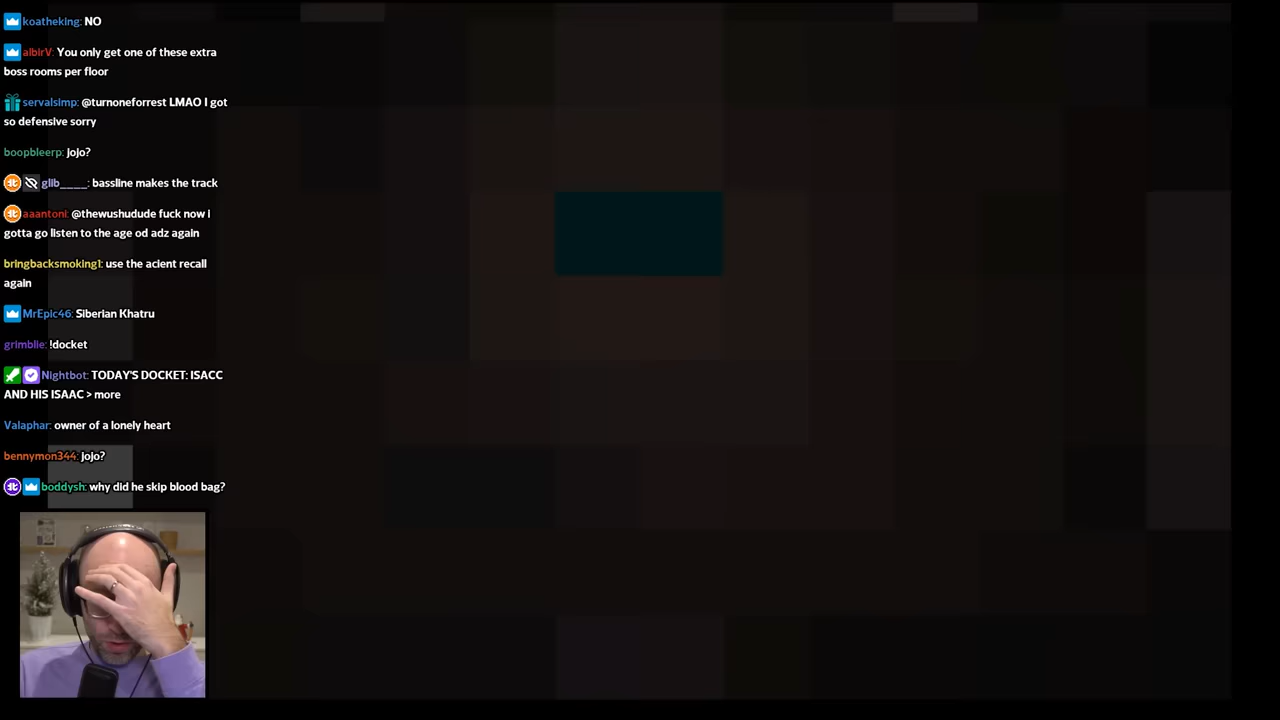 koatheking: NO
albirV: You only get one of these extra
boss rooms per floor
servalsimp: @turnoneforrest LMAO I got
so defensive sorry
boopbleerp: jojo?
glib____: bassline makes the track
aaantoni: @thewushudude fuck now i
gotta go listen to the age od adz again
bringbacksmoking1: use the acient recall
again
MrEpic46: Siberian Khatru
grimblie: !docket
Nightbot: TODAY'S DOCKET: ISACC
AND HIS ISAAC > more
Valaphar: owner of a lonely heart
bennymon344: jojo?
boddysh: why did he skip blood bag?